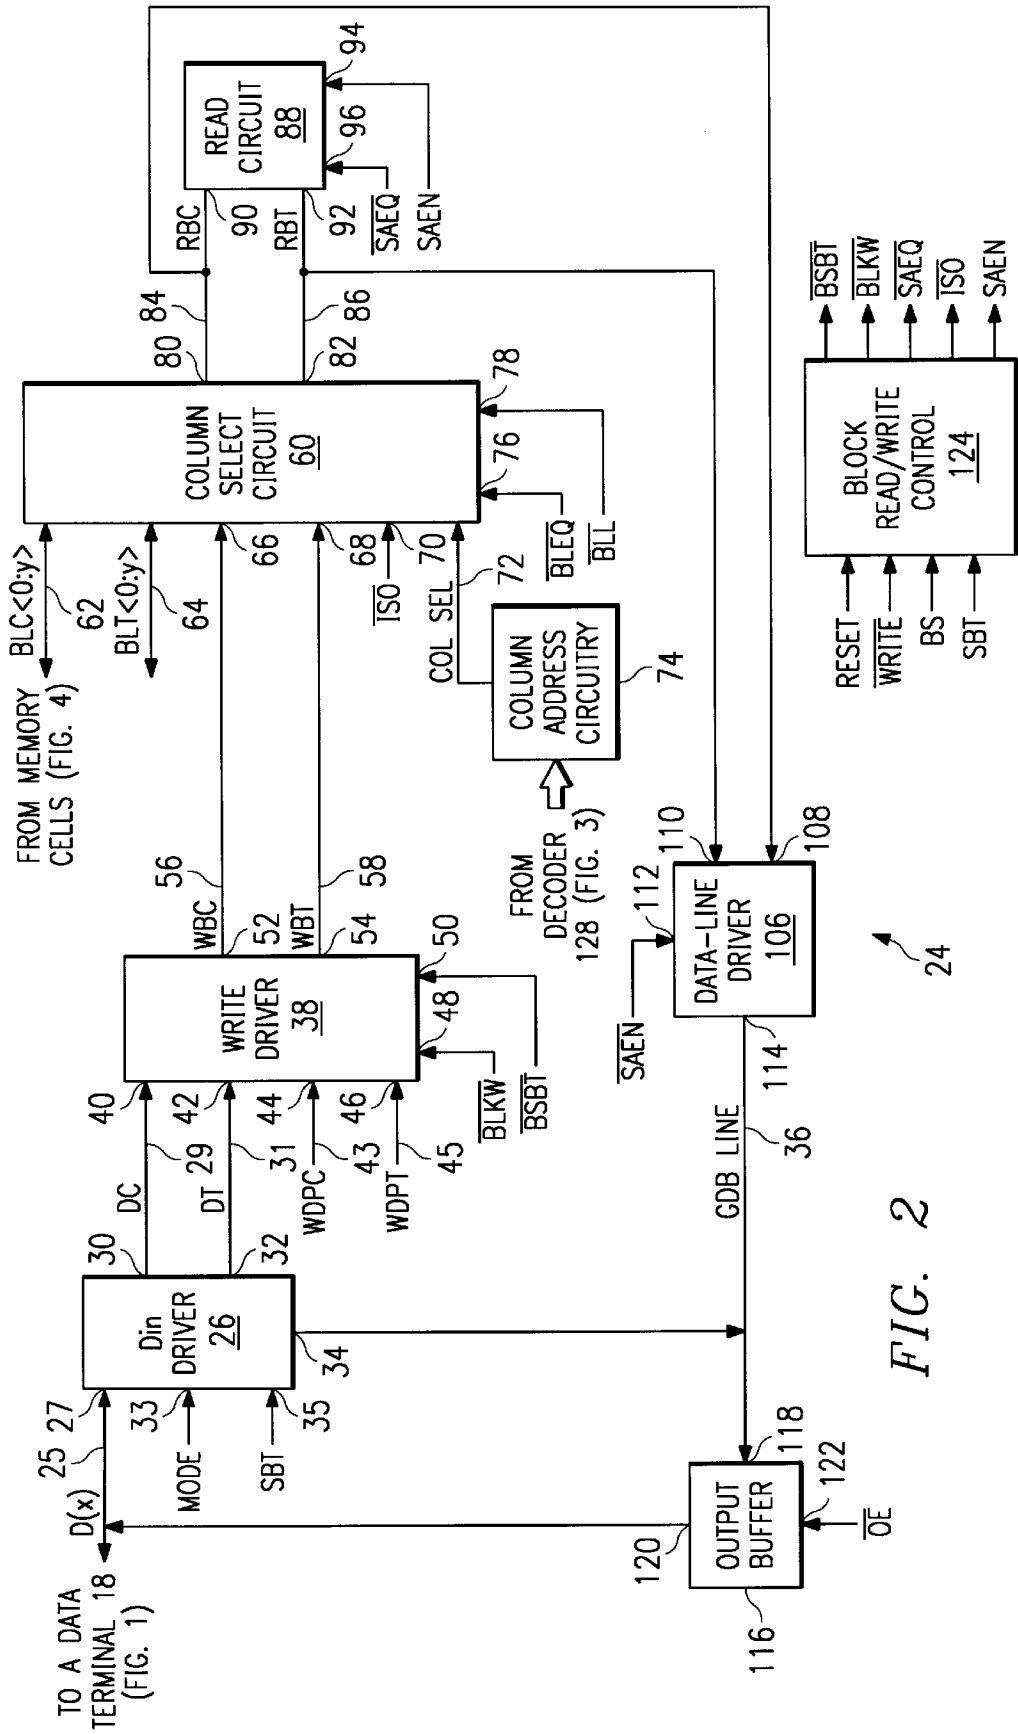 TO A DATA
TERMINAL 18
(FIG. 1)
D(x)
25
27
MODE
33
SBT
35
Din
DRIVER
26
30
32
34
DC
29
DT
31
WDPC
43
WDPT
45
40
42
44
46
WRITE
DRIVER
38
48
50
BLKW
BSBT
52
54
WBC
56
WBT
58
FROM MEMORY
CELLS (FIG. 4)
BLC<0:y>
62
BLT<0:y>
64
66
68
ISO
70
COL SEL
72
COLUMN
SELECT
CIRCUIT
60
76
78
BLEQ
BLL
80
82
84
86
RBC
90
RBT
92
READ
CIRCUIT
88
96
94
SAEQ
SAEN
FROM
DECODER
128 (FIG. 3)
COLUMN
ADDRESS
CIRCUITRY
74
OUTPUT
BUFFER
116
118
120
122
OE
GDB LINE
36
SAEN
112
114
DATA-LINE
DRIVER
106
110
108
24
RESET
WRITE
BS
SBT
BLOCK
READ/WRITE
CONTROL
124
BSBT
BLKW
SAEQ
ISO
SAEN
FIG. 2